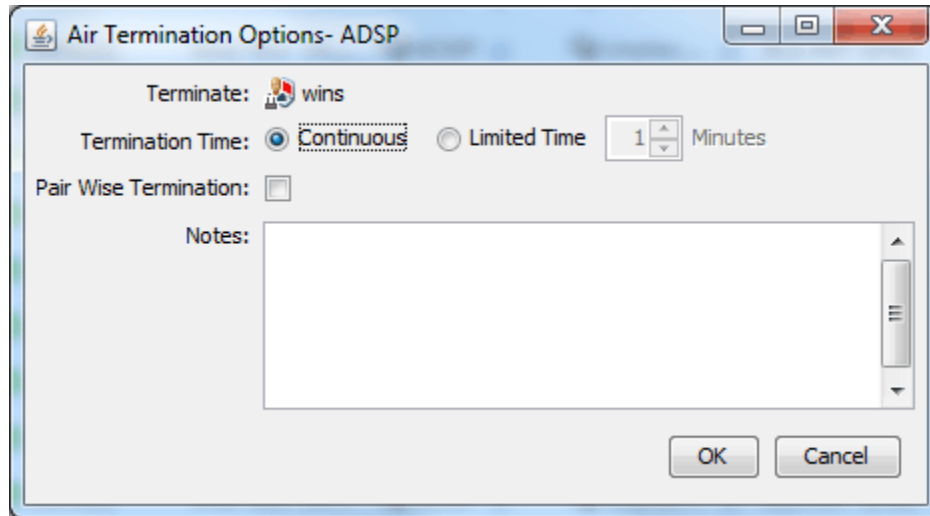 Air Termination Options- ADSP
Terminate: wins
Termination Time: Continuous Limited Time 1 Minutes
Pair Wise Termination:
Notes:
OK Cancel